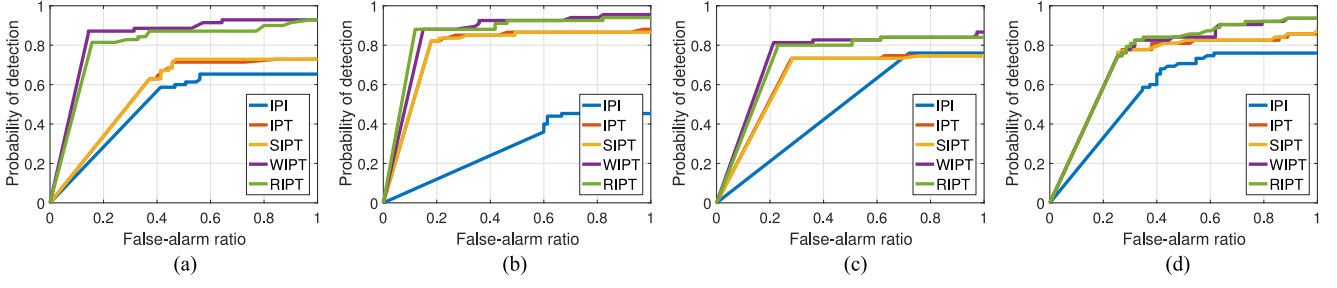 Probability of detection
1
0.8
0.6
0.4
0.2
0
IPI
IPT
SIPT
WIPT
RIPT
0 0.2 0.4 0.6 0.8 1
False-alarm ratio
(a)
Probability of detection
1
0.8
0.6
0.4
0.2
0
IPI
IPT
SIPT
WIPT
RIPT
0 0.2 0.4 0.6 0.8 1
False-alarm ratio
(b)
Probability of detection
1
0.8
0.6
0.4
0.2
0
IPI
IPT
SIPT
WIPT
RIPT
0 0.2 0.4 0.6 0.8 1
False-alarm ratio
(c)
Probability of detection
1
0.8
0.6
0.4
0.2
0
IPI
IPT
SIPT
WIPT
RIPT
0 0.2 0.4 0.6 0.8 1
False-alarm ratio
(d)